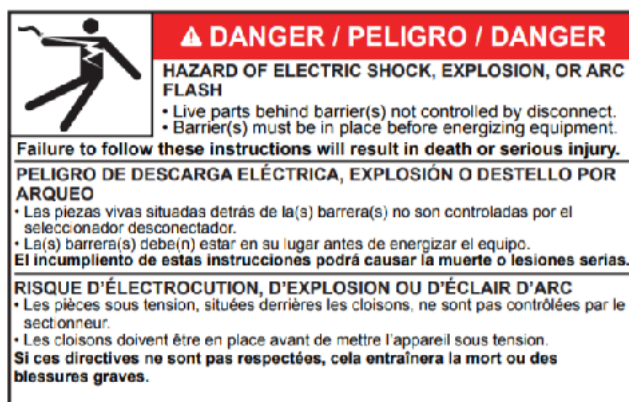 ⚠ DANGER / PELIGRO / DANGER
HAZARD OF ELECTRIC SHOCK, EXPLOSION, OR ARC
FLASH
• Live parts behind barrier(s) not controlled by disconnect.
• Barrier(s) must be in place before energizing equipment.
Failure to follow these instructions will result in death or serious injury.
PELIGRO DE DESCARGA ELÉCTRICA, EXPLOSIÓN O DESTELLO POR
ARQUEO
• Las piezas vivas situadas detrás de la(s) barrera(s) no son controladas por el
seleccionador desconectador.
• La(s) barrera(s) debe(n) estar en su lugar antes de energizar el equipo.
El incumpliento de estas instrucciones podrá causar la muerte o lesiones serias.
RISQUE D'ÉLECTROCUTION, D'EXPLOSION OU D'ÉCLAIR D'ARC
• Les pièces sous tension, situées derrières les cloisons, ne sont pas contrôlées par le
sectionneur.
• Les cloisons doivent être en place avant de mettre l'appareil sous tension.
Si ces directives ne sont pas respectées, cela entraînera la mort ou des
blessures graves.